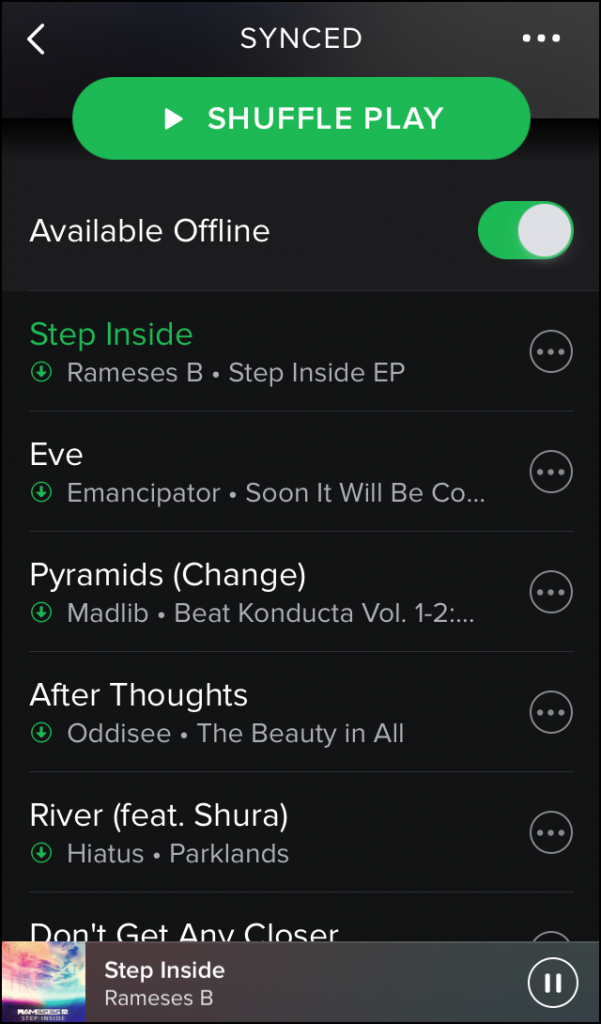 SYNCED
SHUFFLE PLAY
Available Offline
Step Inside
Rameses B • Step Inside EP
Eve
Emancipator • Soon It Will Be Co...
Pyramids (Change)
Madlib • Beat Konducta Vol. 1-2:...
After Thoughts
Oddisee • The Beauty in All
River (feat. Shura)
Hiatus • Parklands
Don't Get Any Closer
RAMESES B
STEP INSIDE
Step Inside
Rameses B